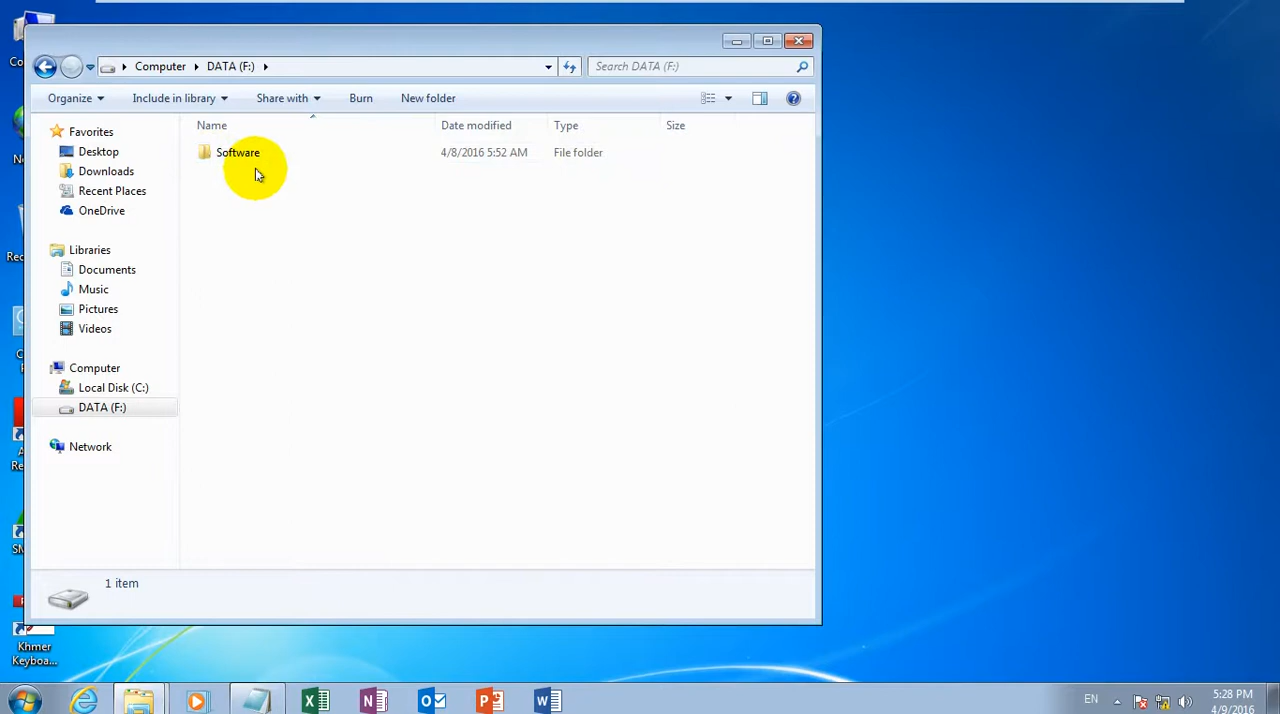 Computer DATA (F:) Search DATA (F:)
Organize Include in library Share with Burn New folder
Name Date modified Type Size
Software 4/8/2016 5:52 AM File folder
Favorites
Desktop
Downloads
Recent Places
OneDrive
Libraries
Documents
Music
Pictures
Videos
Computer
Local Disk (C:)
DATA (F:)
Network
1 item
Khmer
Keyboa...
EN
5:28 PM
4/9/2016